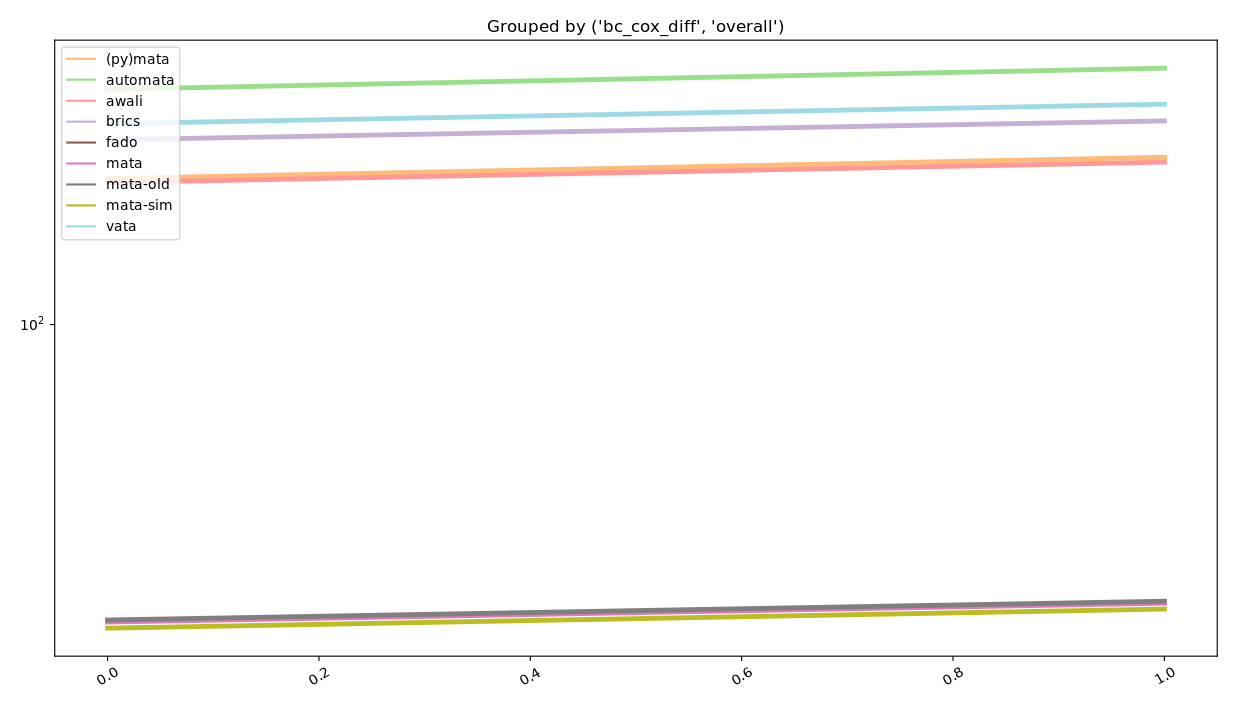 Grouped by ('bc_cox_diff', 'overall')
(py)mata
automata
awali
brics
fado
mata
mata-old
mata-sim
vata
10²
0.0
0.2
0.4
0.6
0.8
1.0